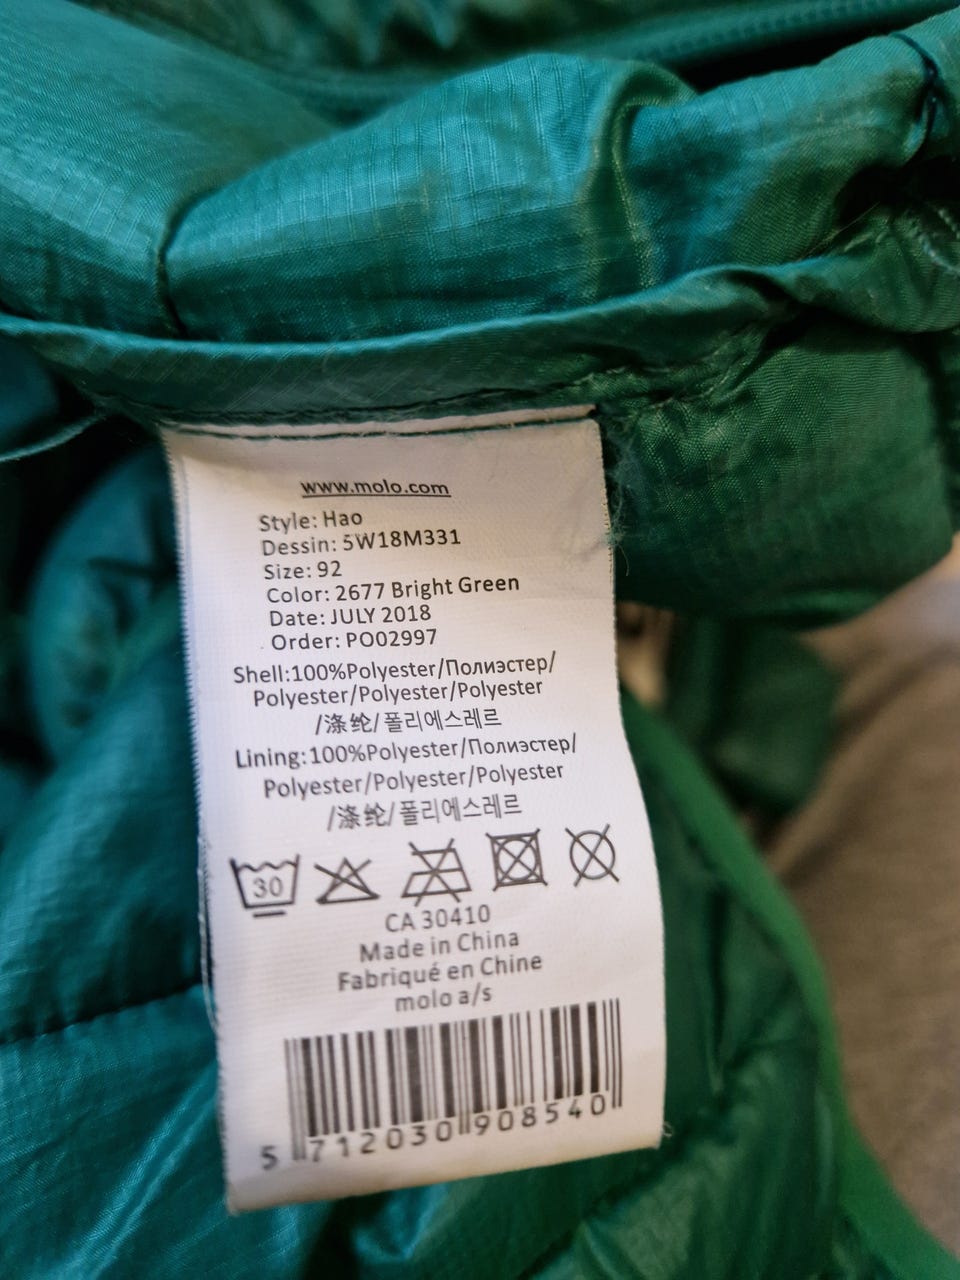 www.molo.com
Style: Hao
Dessin: 5W18M331
Size: 92
Color: 2677 Bright Green
Date: JULY 2018
Order: PO02997
Shell:100%Polyester/Полиэстер/
Polyester/Polyester/Polyester
/涤纶/폴리에스레르
Lining:100%Polyester/Полиэстер/
Polyester/Polyester/Polyester
/涤纶/폴리에스레르
30
CA 30410
Made in China
Fabriqué en Chine
molo a/s
5 712030 908540